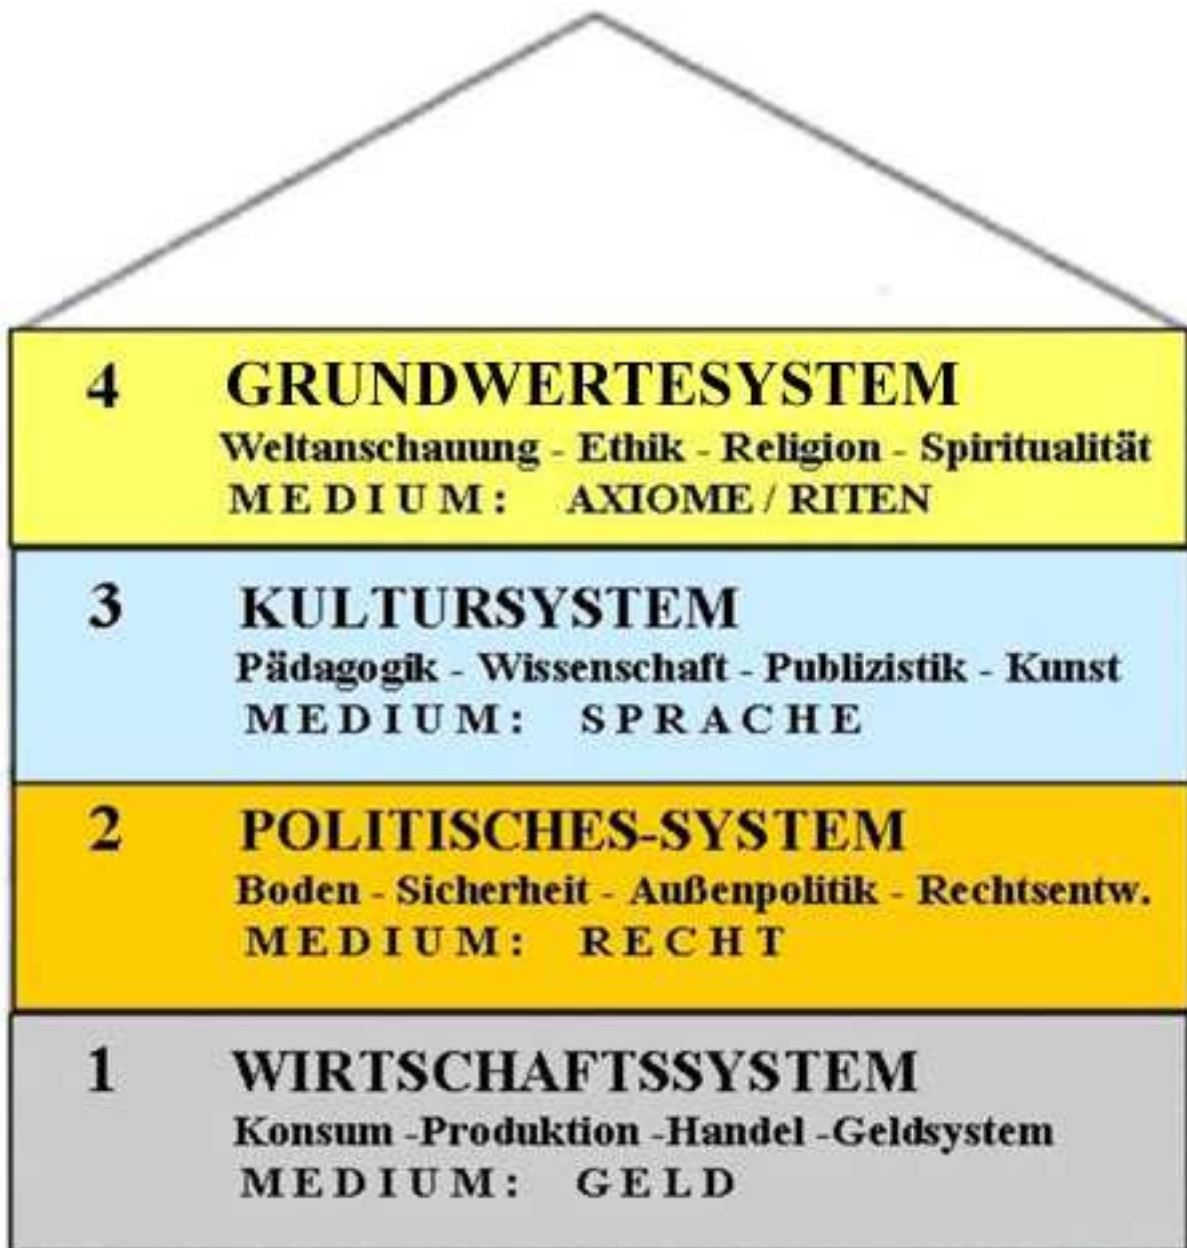 4 GRUNDWERTESYSTEM
Weltanschauung - Ethik - Religion - Spiritualität
MEDIUM: AXIOME / RITEN
3 KULTURSYSTEM
Pädagogik - Wissenschaft - Publizistik - Kunst
MEDIUM: SPRACHE
2 POLITISCHES-SYSTEM
Boden - Sicherheit - Außenpolitik - Rechtsentw.
MEDIUM: RECHT
1 WIRTSCHAFTSSYSTEM
Konsum -Produktion -Handel -Geldsystem
MEDIUM: GELD